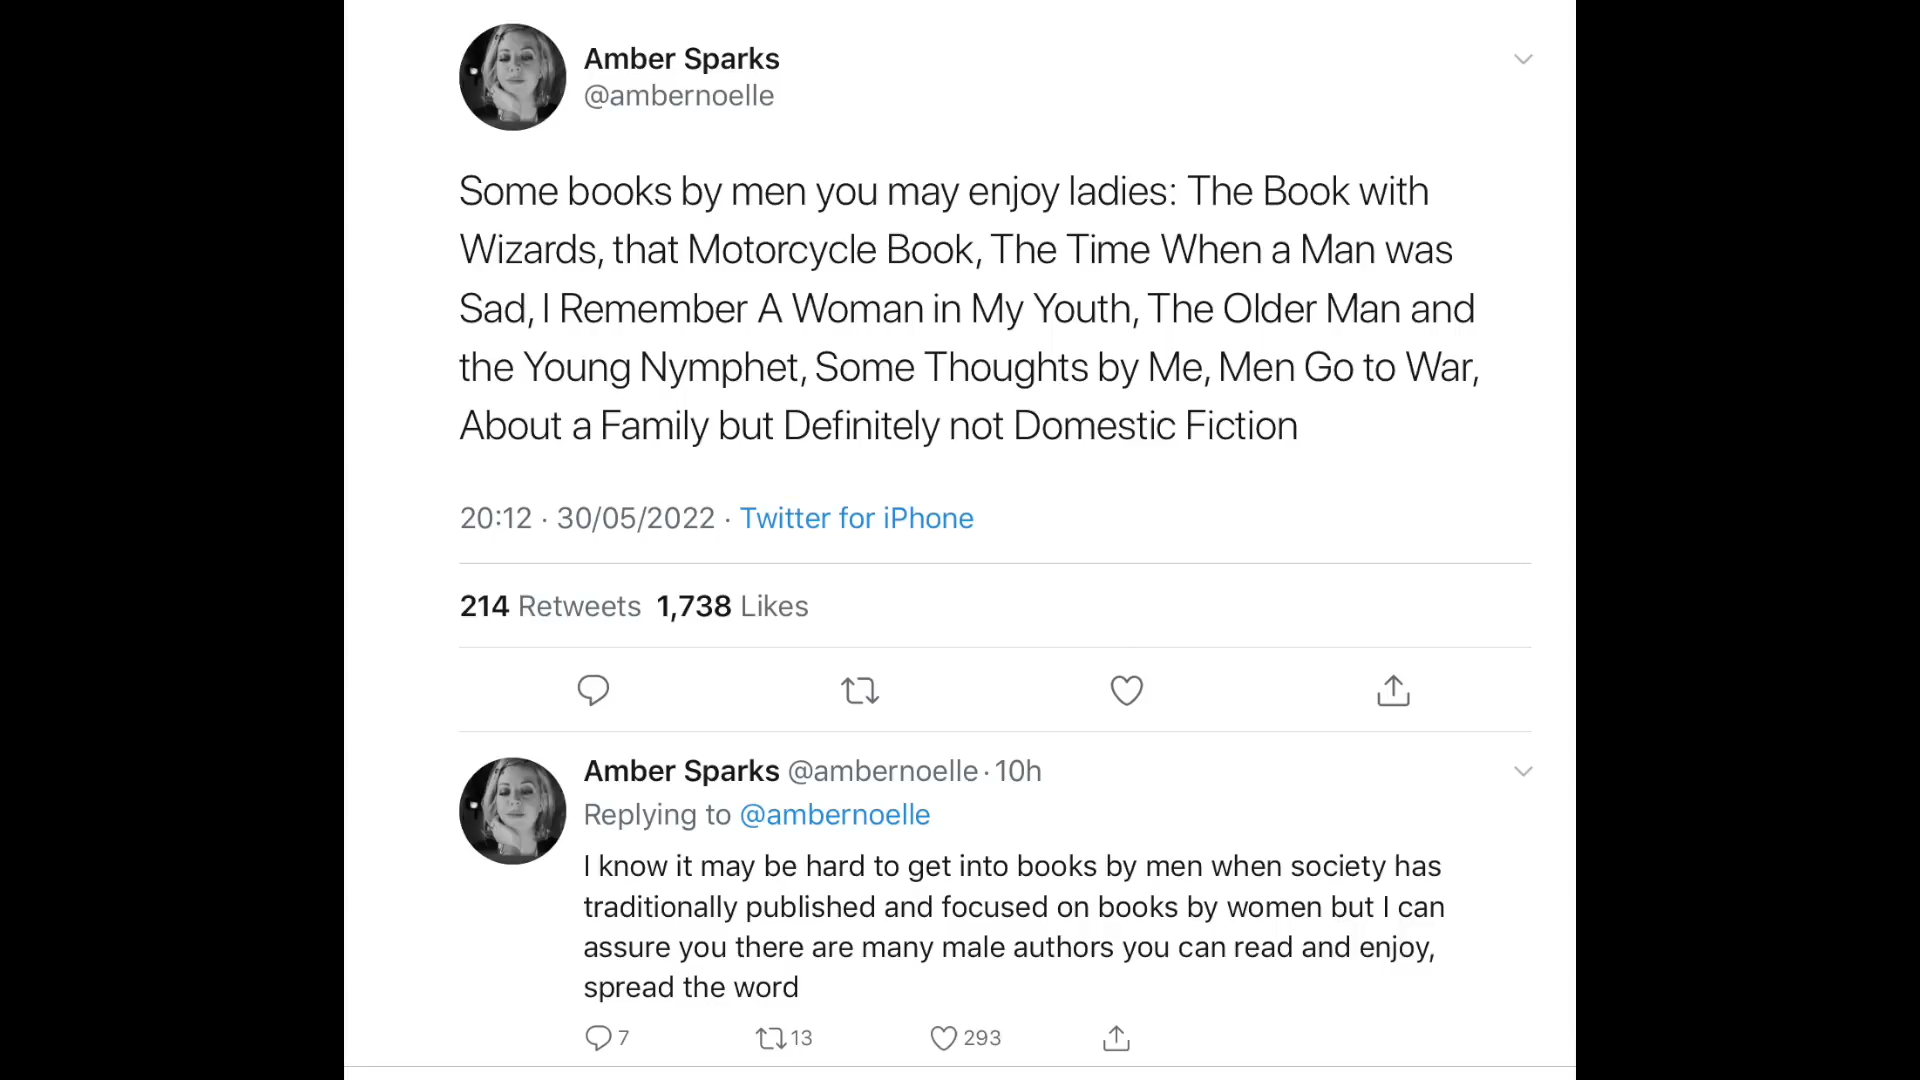 Amber Sparks
@ambernoelle
Some books by men you may enjoy ladies: The Book with
Wizards, that Motorcycle Book, The Time When a Man was
Sad, I Remember A Woman in My Youth, The Older Man and
the Young Nymphet, Some Thoughts by Me, Men Go to War,
About a Family but Definitely not Domestic Fiction
20:12 · 30/05/2022 · Twitter for iPhone
214 Retweets 1,738 Likes
Amber Sparks @ambernoelle · 10h
Replying to @ambernoelle
I know it may be hard to get into books by men when society has
traditionally published and focused on books by women but I can
assure you there are many male authors you can read and enjoy,
spread the word
7 13 293